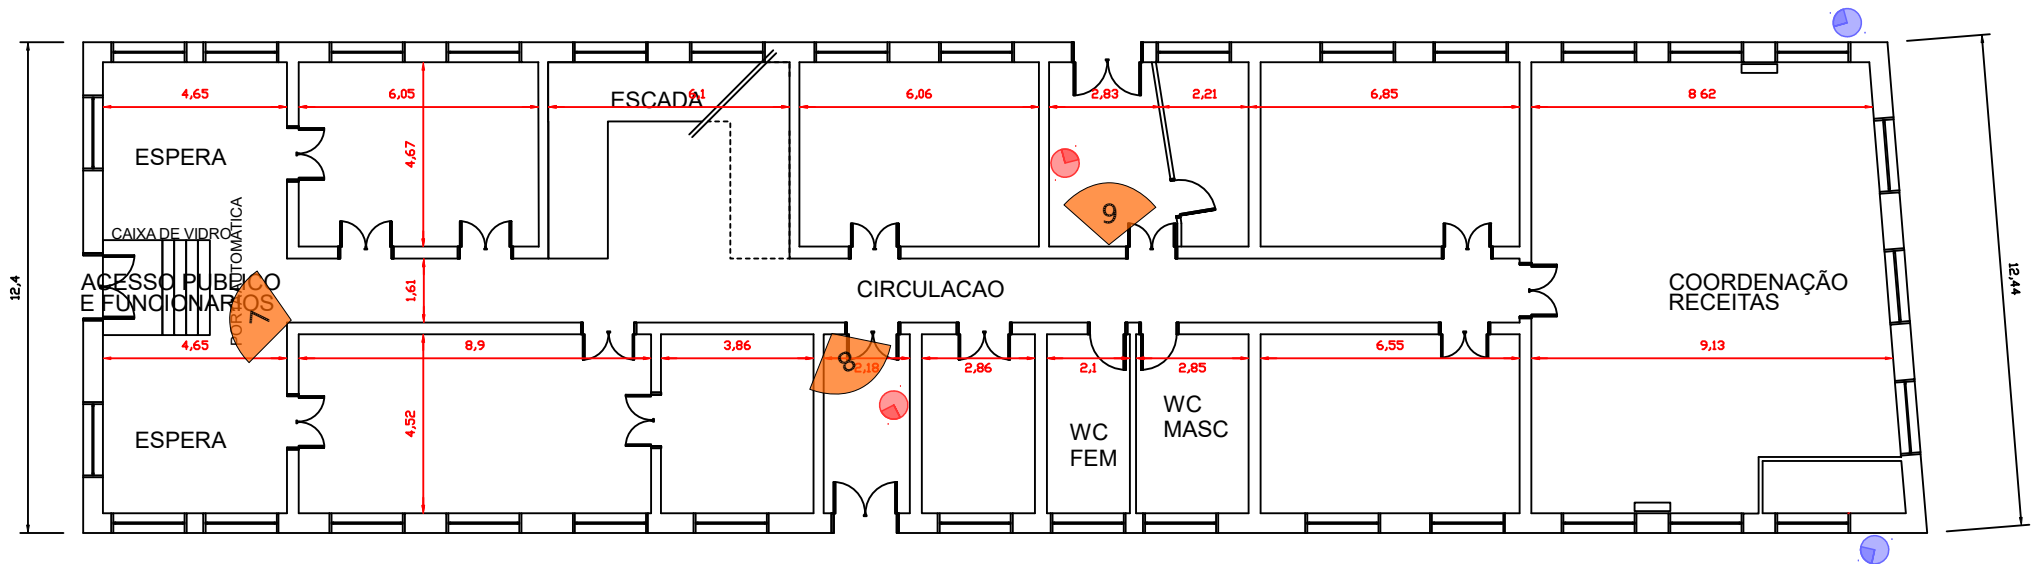 4,65
6,05
6,1
6,06
2,83
2,21
6,85
8 62
ESCADA
ESPERA
4,67
CAIXA DE VIDRO
PORTA AUTOMÁTICA
9
ACESSO PUBLICO
E FUNCIONARIOS
7
12,4
1,61
CIRCULACAO
COORDENAÇÃO
RECEITAS
12,44
4,65
8,9
3,86
8
2,18
2,86
2,1
2,85
6,55
9,13
4,52
ESPERA
WC
FEM
WC
MASC